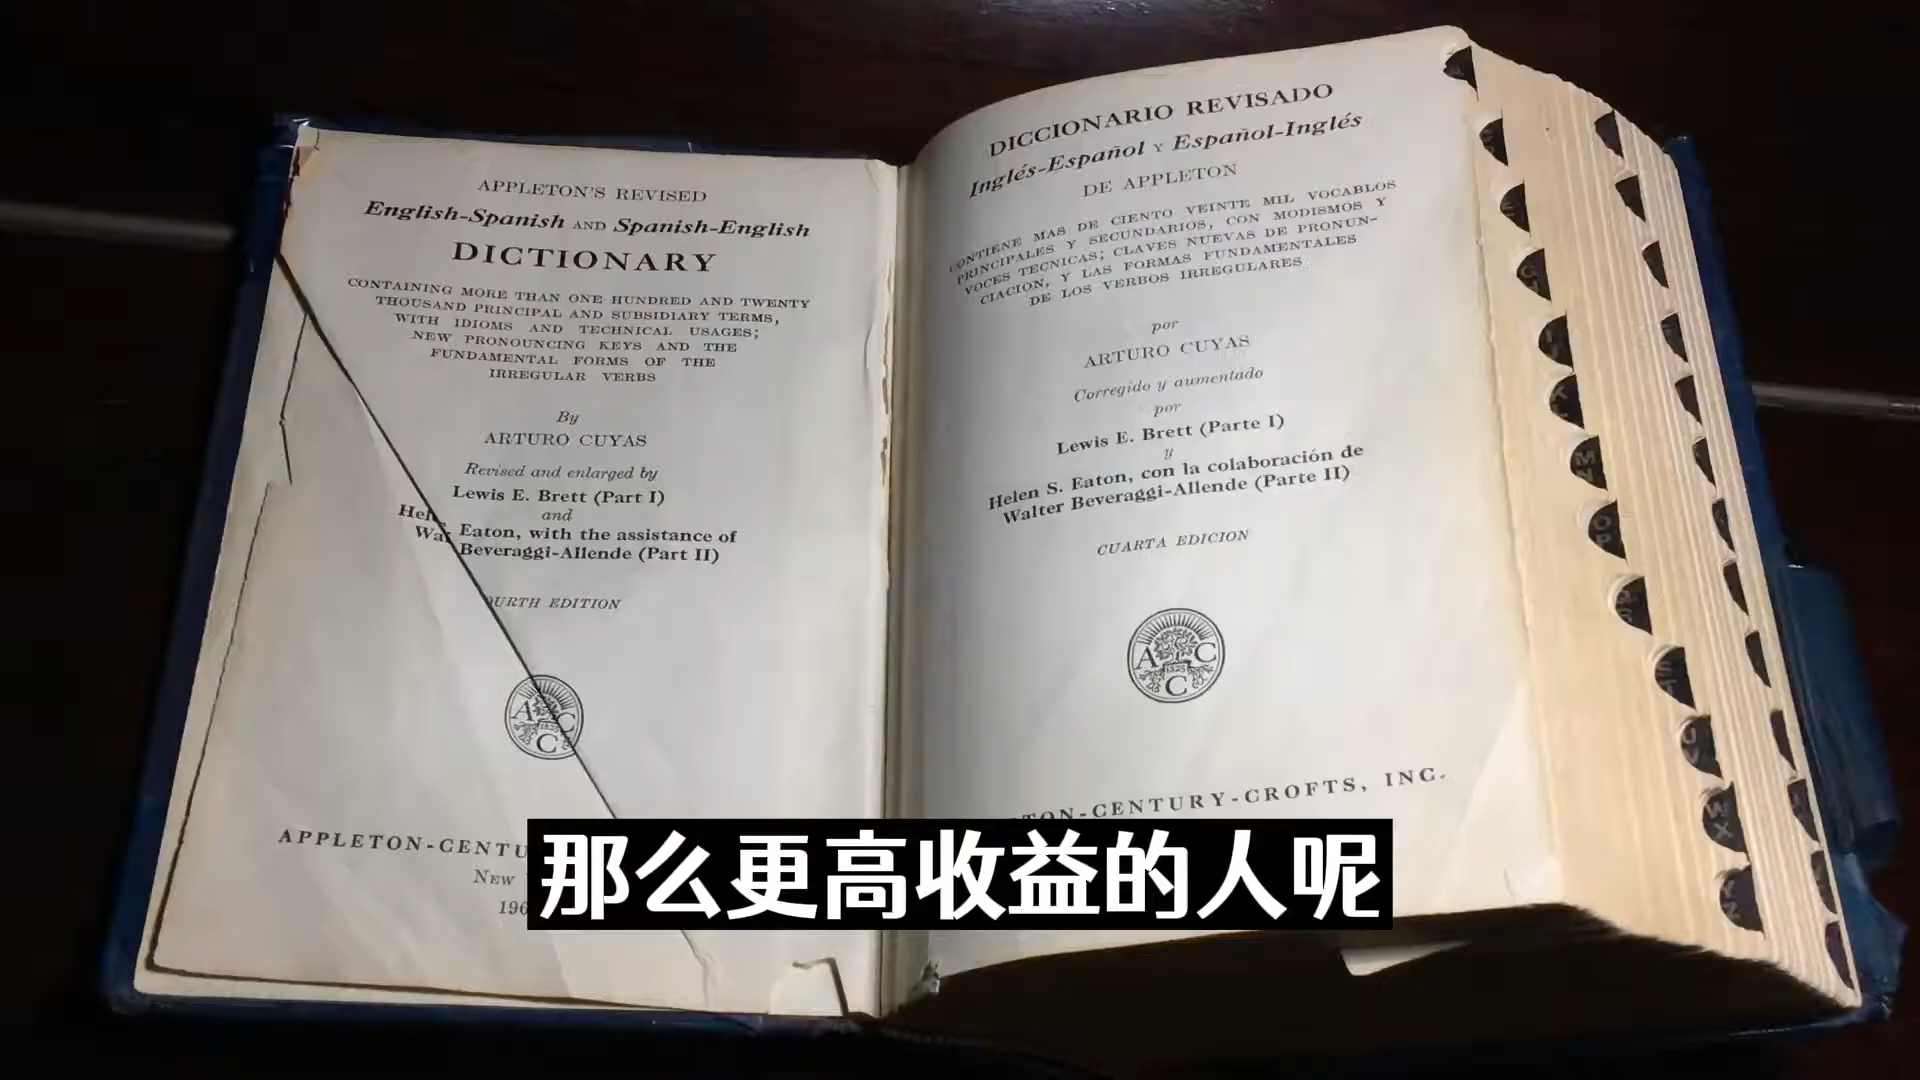 APPLETON'S REVISED
English-Spanish AND Spanish-English
DICTIONARY
CONTAINING MORE THAN ONE HUNDRED AND TWENTY
THOUSAND PRINCIPAL AND SUBSIDIARY TERMS,
WITH IDIOMS AND TECHNICAL USAGES;
NEW PRONOUNCING KEYS AND THE
FUNDAMENTAL FORMS OF THE
IRREGULAR VERBS
By
ARTURO CUYAS
Revised and enlarged by
Lewis E. Brett (Part I)
and
Eaton, with the assistance of
Beveraggi-Allende (Part II)
EDITION
A C C
1825
NEW
DICCIONARIO REVISADO
Inglés-Español Y Español-Inglés
DE APPLETON
CONTIENE MAS DE CIENTO VEINTE MIL VOCABLOS
PRINCIPALES Y SECUNDARIOS, CON MODISMOS Y
VOCES TECNICAS; CLAVES NUEVAS DE PRONUN-
CIACION, Y LAS FORMAS FUNDAMENTALES
DE LOS VERBOS IRREGULARES
por
ARTURO CUYAS
Corregido y aumentado
por
Lewis E. Brett (Parte I)
y
Helen S. Eaton, con la colaboración de
Walter Beveraggi-Allende (Parte II)
CUARTA EDICION
A C C
1825
-CENTURY-CROFTS, INC.
M N
O P
W X
那么更高收益的人呢